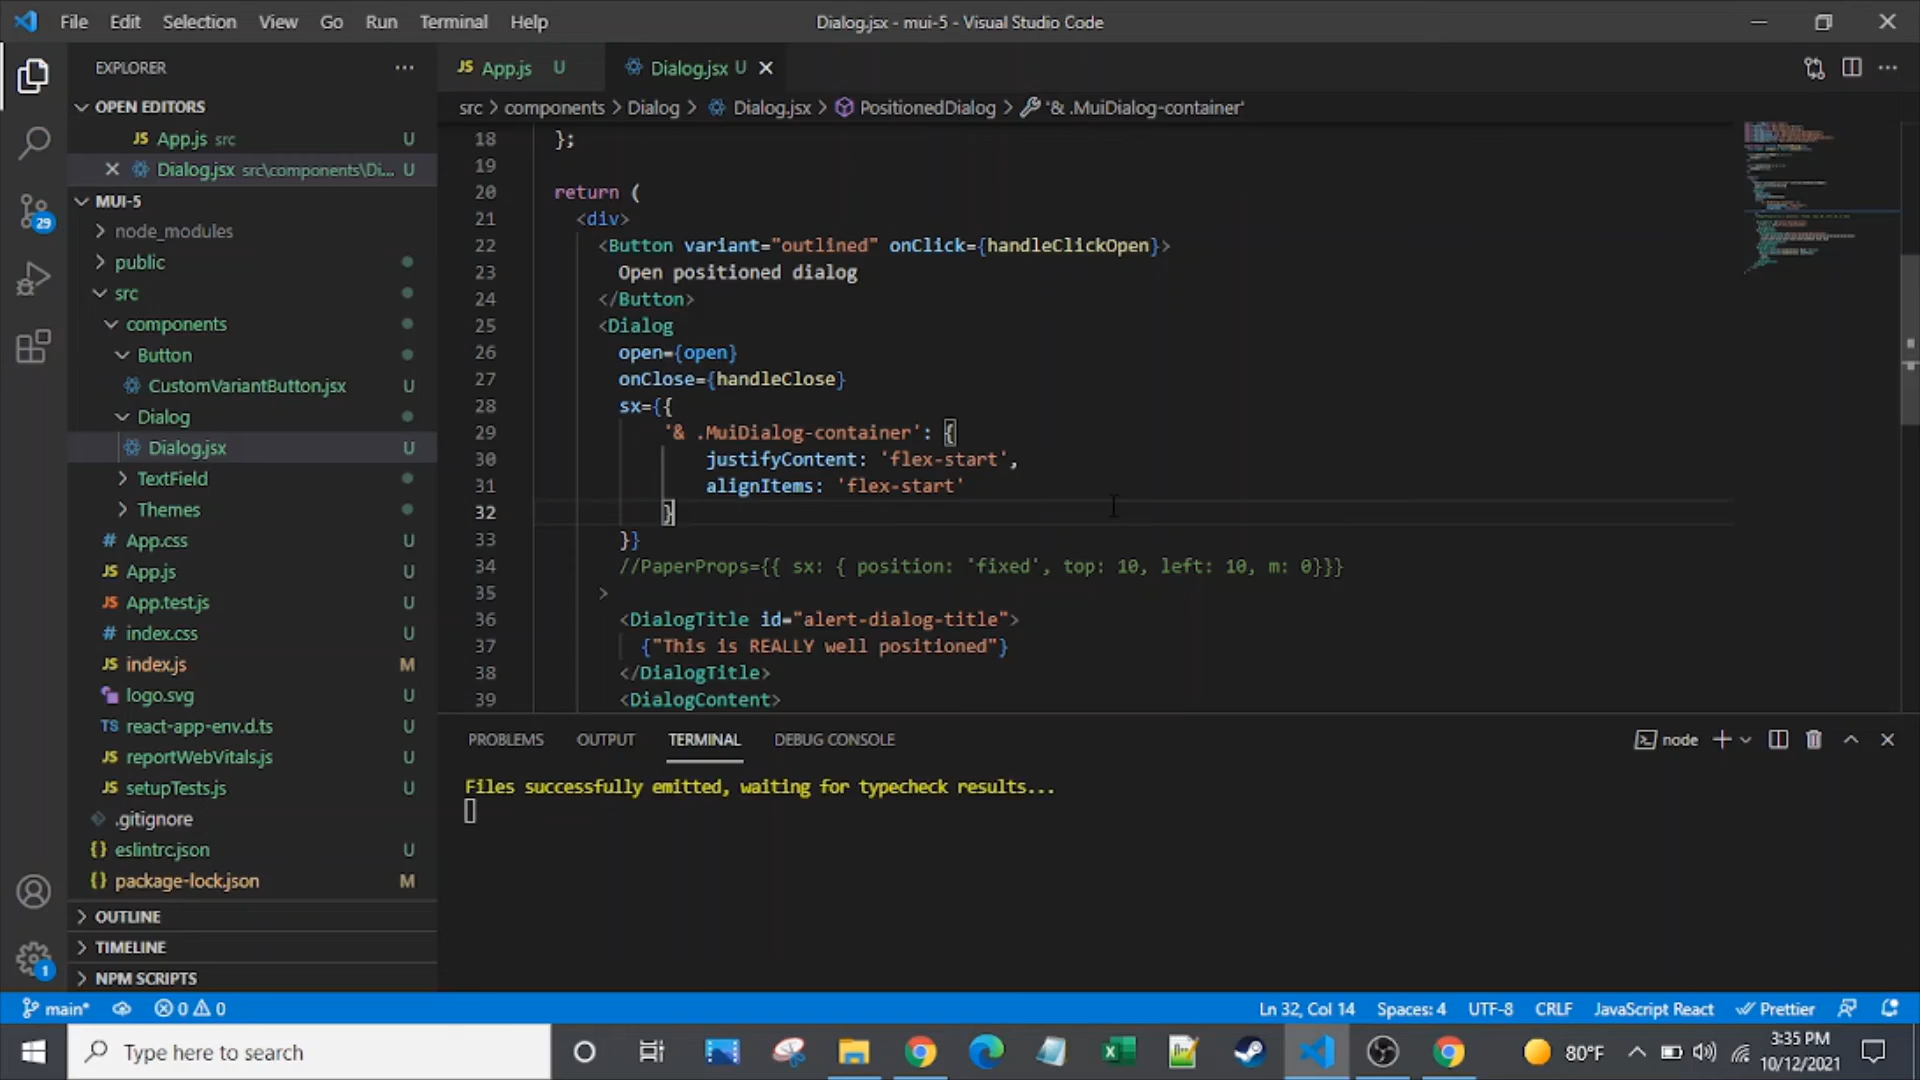 File Edit Selection View Go Run Terminal Help
Dialog.jsx - mui-5 - Visual Studio Code
EXPLORER
OPEN EDITORS
JS App.js src U
Dialog.jsx src\components\Di... U
MUI-5
node_modules
public
src
components
Button
CustomVariantButton.jsx U
Dialog
Dialog.jsx U
TextField
Themes
# App.css U
JS App.js U
JS App.test.js U
# index.css U
JS index.js M
logo.svg U
TS react-app-env.d.ts U
JS reportWebVitals.js U
JS setupTests.js U
.gitignore
{} eslintrc.json U
{} package-lock.json M
OUTLINE
TIMELINE
NPM SCRIPTS
29
1
JS App.js U
Dialog.jsx U
src > components > Dialog > Dialog.jsx > PositionedDialog > '& .MuiDialog-container'
18 };
19
20 return (
21 <div>
22 <Button variant="outlined" onClick={handleClickOpen}>
23 Open positioned dialog
24 </Button>
25 <Dialog
26 open={open}
27 onClose={handleClose}
28 sx={{
29 '& .MuiDialog-container': {
30 justifyContent: 'flex-start',
31 alignItems: 'flex-start'
32 }
33 }}
34 //PaperProps={{ sx: { position: 'fixed', top: 10, left: 10, m: 0}}}
35 >
36 <DialogTitle id="alert-dialog-title">
37 {"This is REALLY well positioned"}
38 </DialogTitle>
39 <DialogContent>
PROBLEMS OUTPUT TERMINAL DEBUG CONSOLE
node
Files successfully emitted, waiting for typecheck results...
main* 0 0
Ln 32, Col 14 Spaces: 4 UTF-8 CRLF JavaScript React Prettier
Type here to search
80°F
3:35 PM
10/12/2021